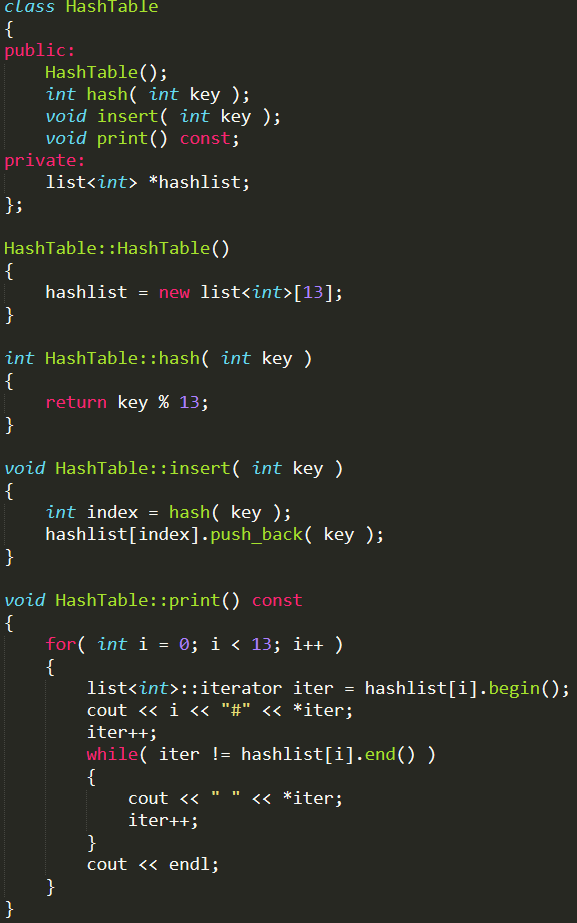 class HashTable
{
public:
    HashTable();
    int hash( int key );
    void insert( int key );
    void print() const;
private:
    list<int> *hashlist;
};

HashTable::HashTable()
{
    hashlist = new list<int>[13];
}

int HashTable::hash( int key )
{
    return key % 13;
}

void HashTable::insert( int key )
{
    int index = hash( key );
    hashlist[index].push_back( key );
}

void HashTable::print() const
{
    for( int i = 0; i < 13; i++ )
    {
        list<int>::iterator iter = hashlist[i].begin();
        cout << i << "#" << *iter;
        iter++;
        while( iter != hashlist[i].end() )
        {
            cout << " " << *iter;
            iter++;
        }
        cout << endl;
    }
}